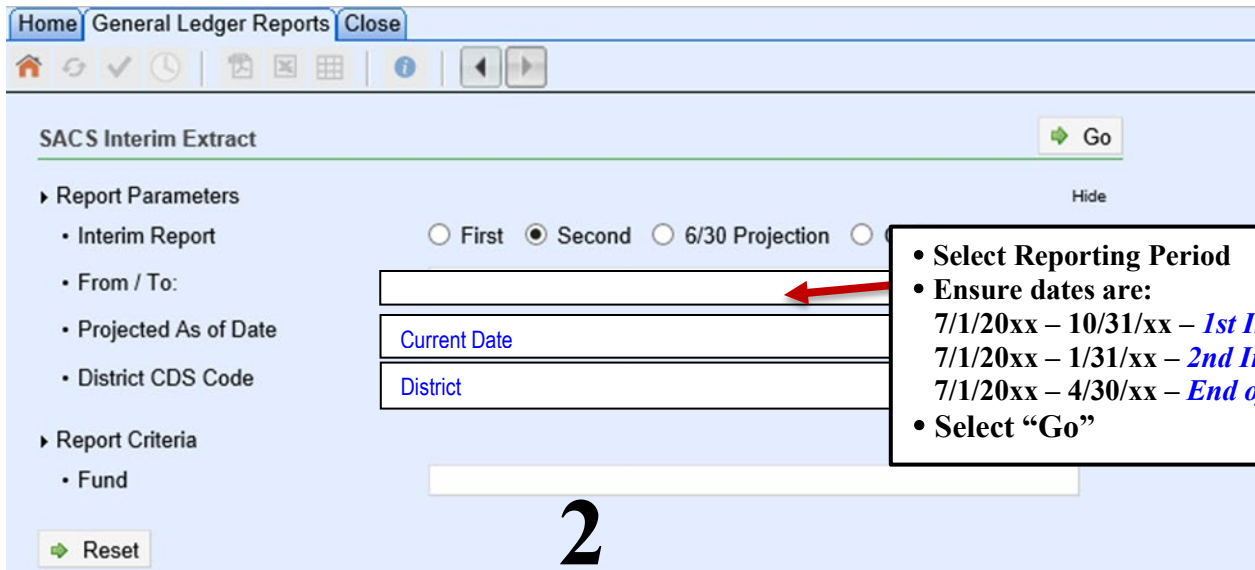 Home General Ledger Reports Close
SACS Interim Extract
Go
▸ Report Parameters
Hide
• Interim Report
First Second 6/30 Projection
• From / To:
• Projected As of Date
Current Date
• District CDS Code
District
• Select Reporting Period
• Ensure dates are:
7/1/20xx – 10/31/xx – 1st
7/1/20xx – 1/31/xx – 2nd
7/1/20xx – 4/30/xx – End
• Select “Go”
▸ Report Criteria
• Fund
2
Reset